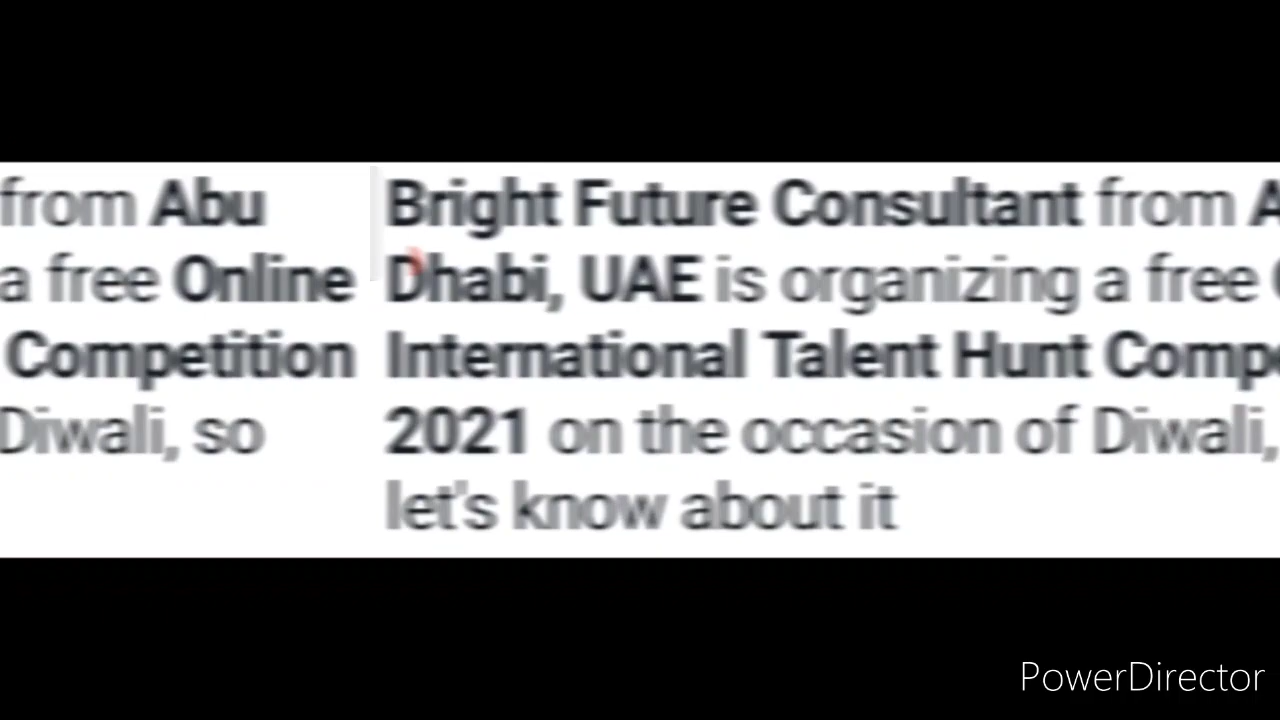 from Abu
a free Online
Competition
Diwali, so
Bright Future Consultant from A
Dhabi, UAE is organizing a free
International Talent Hunt Compe
2021 on the occasion of Diwali,
let's know about it
PowerDirector